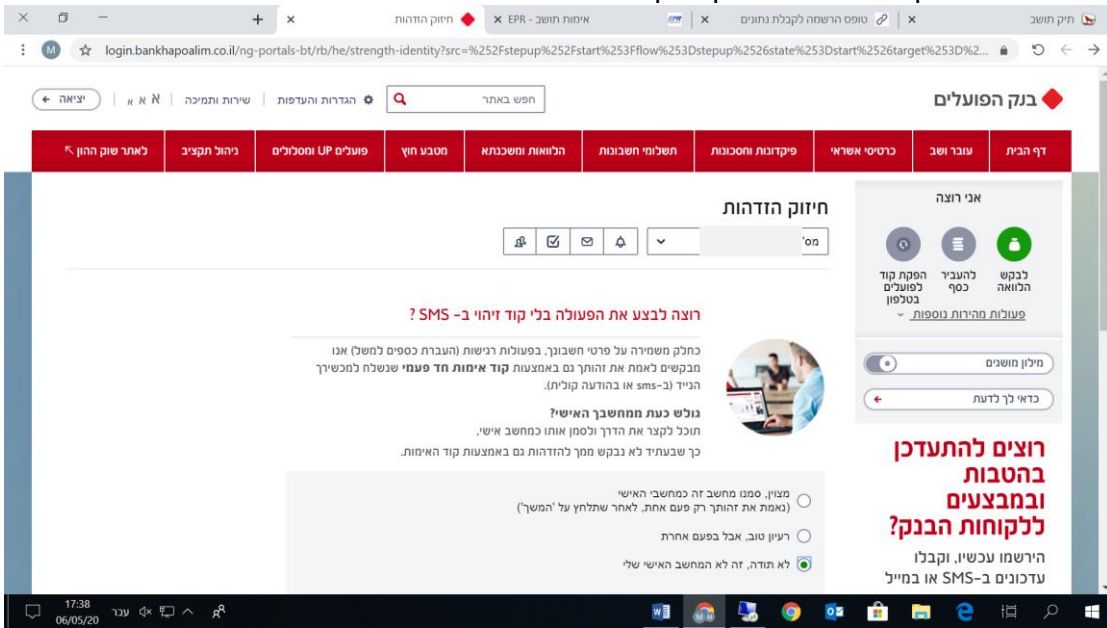 תיק תושב
טופס הרשמה לקבלת נתונים
אימות תושב - EPR
חיזוק הזדהות
login.bankhapoalim.co.il/ng-portals-bt/rb/he/strength-identity?src=%252Fstepup%252Fstart%253Fflow%253Dstepup%2526state%253Dstart%2526target%253D%2...
M
בנק הפועלים
חפש באתר
הגדרות והעדפות
שירות ותמיכה
א א א
יציאה
דף הבית
עובר ושב
כרטיסי אשראי
פיקדונות וחסכונות
תשלומי חשבונות
הלוואות ומשכנתא
מטבע חוץ
פועלים UP ומסלולים
ניהול תקציב
לאתר שוק ההון
אני רוצה
לבקש הלוואה
להעביר כסף
הפקת קוד לפועלים בטלפון
פעולות מהירות נוספות
מילון מושגים
כדאי לך לדעת
רוצים להתעדכן
בהטבות
ובמבצעים
ללקוחות הבנק?
הירשמו עכשיו, וקבלו
עדכונים ב-SMS או במייל
חיזוק הזדהות
מס'
רוצה לבצע את הפעולה בלי קוד זיהוי ב- SMS ?
כחלק משמירה על פרטי חשבונך, בפעולות רגישות (העברת כספים למשל) אנו
מבקשים לאמת את זהותך גם באמצעות קוד אימות חד פעמי שנשלח למכשירך
הנייד (ב-sms או בהודעה קולית).
גולש כעת ממחשבך האישי?
תוכל לקצר את הדרך ולסמן אותו כמחשב אישי,
כך שבעתיד לא נבקש ממך להזדהות גם באמצעות קוד האימות.
מצוין, סמנו מחשב זה כמחשבי האישי
(נאמת את זהותך רק פעם אחת, לאחר שתלחץ על 'המשך')
רעיון טוב, אבל בפעם אחרת
לא תודה, זה לא המחשב האישי שלי
עבר
17:38
06/05/20